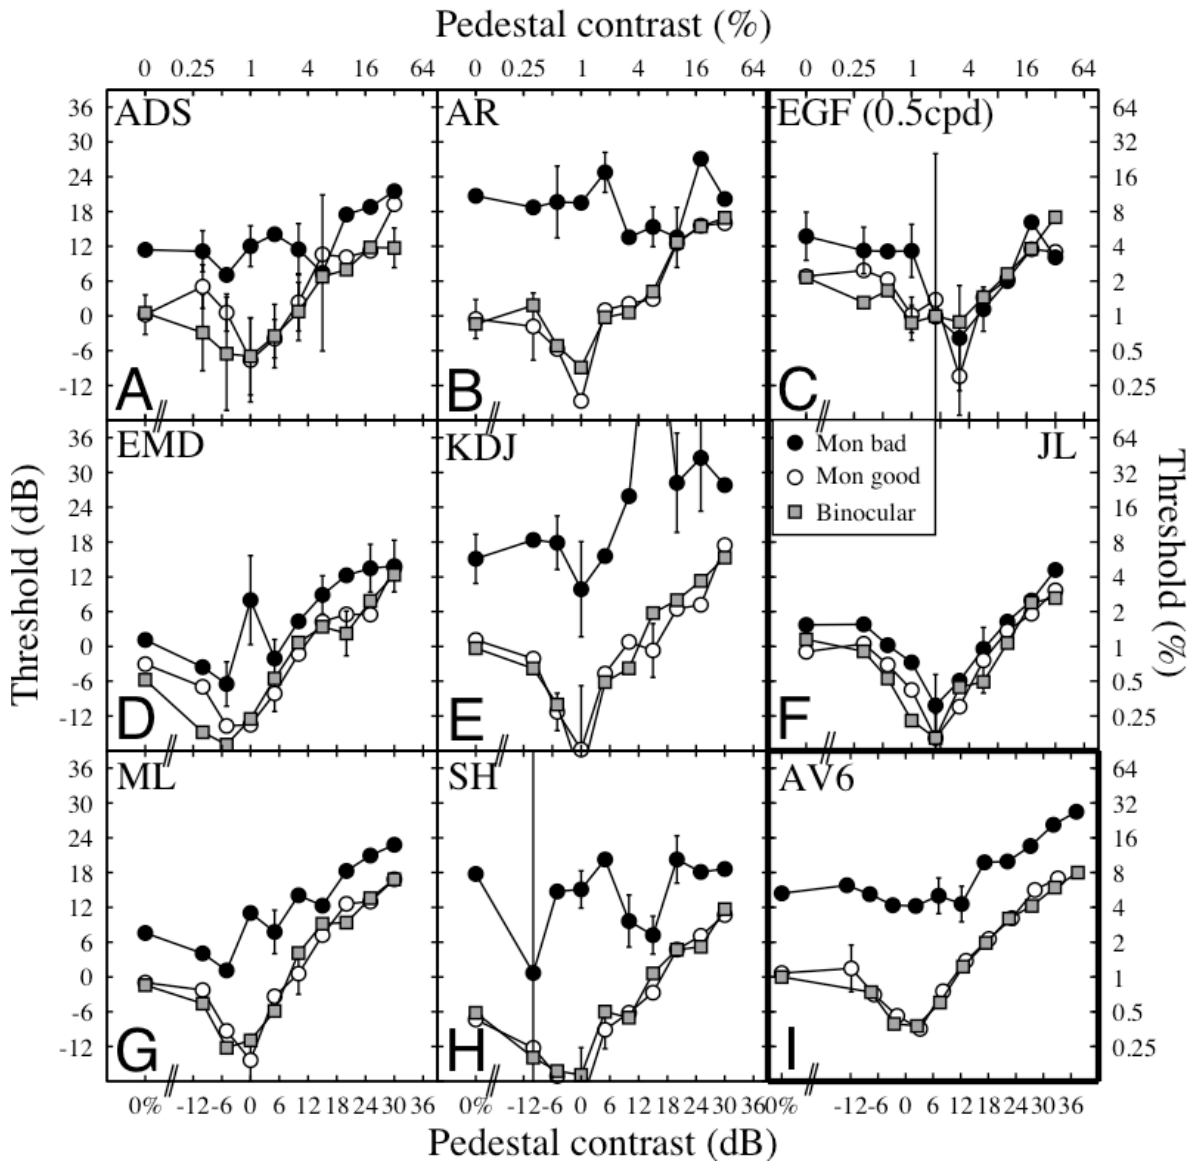 Pedestal contrast (%)
0 0.25 1 4 16 64 0 0.25 1 4 16 64 0 0.25 1 4 16 64
ADS AR EGF (0.5cpd)
36 64
30 32
24 16
18 8
12 4
6 2
0 1
-6 0.5
-12 0.25
A B C
EMD KDJ JL
Mon bad
Mon good
Binocular
36 64
30 32
24 16
18 8
12 4
6 2
0 1
-6 0.5
-12 0.25
D E F
Threshold (dB)
Threshold (%)
ML SH AV6
36 64
30 32
24 16
18 8
12 4
6 2
0 1
-6 0.5
-12 0.25
G H I
0% -12 -6 0 6 12 18 24 30 36 0% -12 -6 0 6 12 18 24 30 36 0% -12 -6 0 6 12 18 24 30 36
Pedestal contrast (dB)